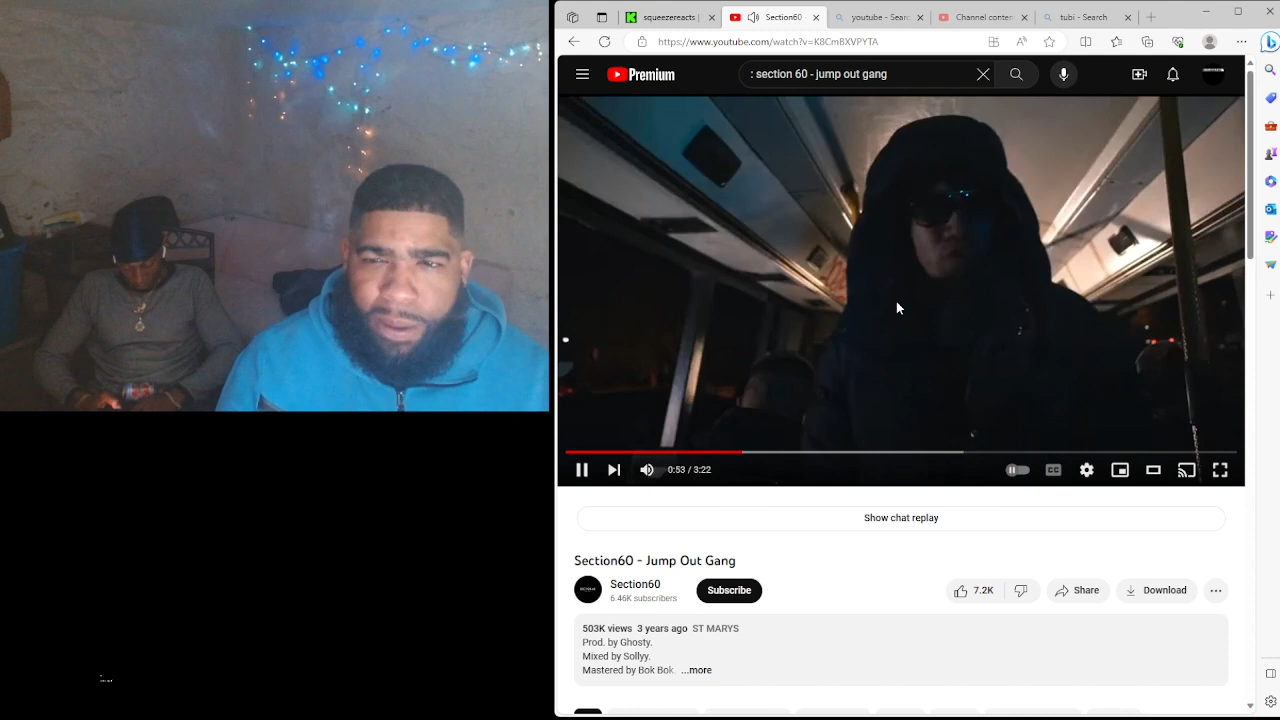 squeezereacts
Section60 -
youtube - Searc
Channel conten
tubi - Search
https://www.youtube.com/watch?v=K8CmBXVPYTA
Premium
: section 60 - jump out gang
0:53 / 3:22
CC
Show chat replay
Section60 - Jump Out Gang
Section60
6.46K subscribers
Subscribe
7.2K
Share
Download
503K views 3 years ago ST MARYS
Prod. by Ghosty.
Mixed by Sollyy.
Mastered by Bok Bok. ...more